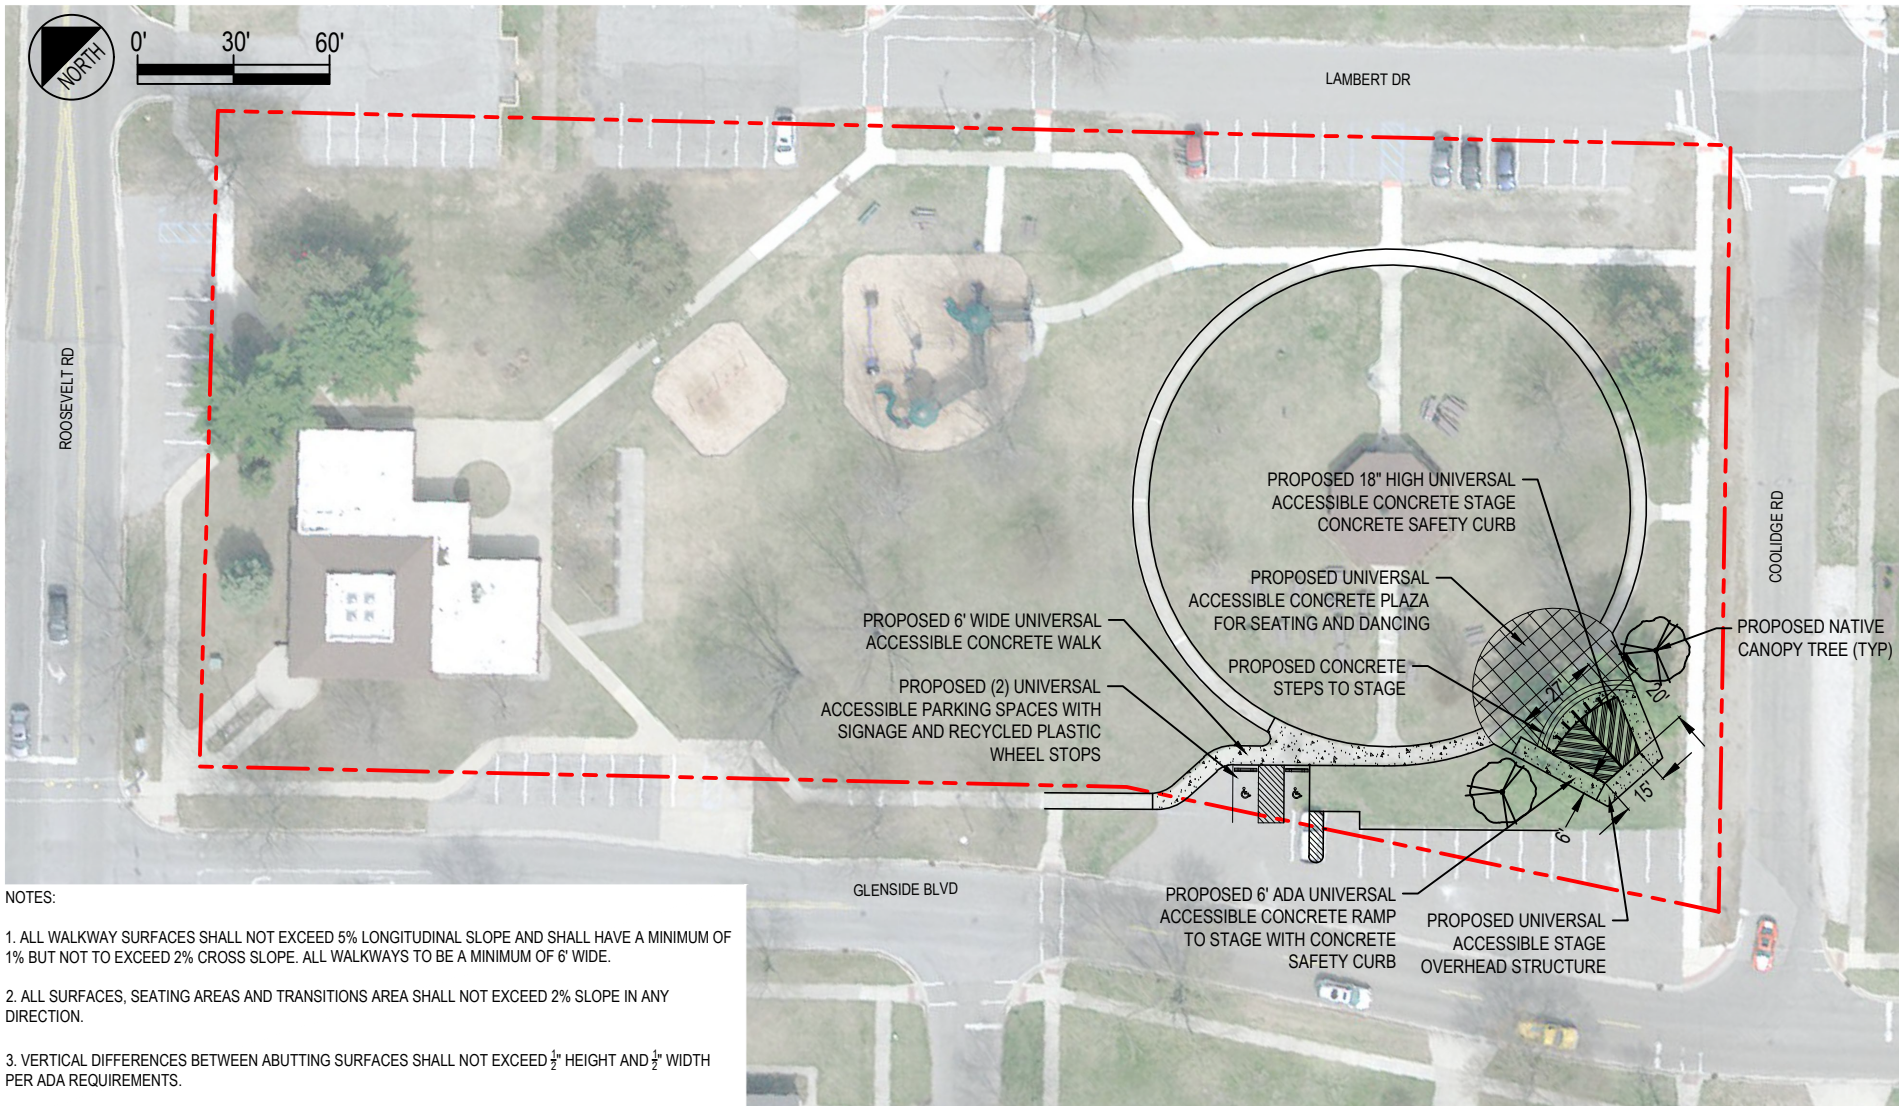 NORTH
0' 30' 60'
LAMBERT DR
ROOSEVELT RD
COOLIDGE RD
PROPOSED 18" HIGH UNIVERSAL
ACCESSIBLE CONCRETE STAGE
CONCRETE SAFETY CURB
PROPOSED UNIVERSAL
ACCESSIBLE CONCRETE PLAZA
FOR SEATING AND DANCING
PROPOSED 6' WIDE UNIVERSAL
ACCESSIBLE CONCRETE WALK
PROPOSED NATIVE
CANOPY TREE (TYP)
PROPOSED CONCRETE
STEPS TO STAGE
PROPOSED (2) UNIVERSAL
ACCESSIBLE PARKING SPACES WITH
SIGNAGE AND RECYCLED PLASTIC
WHEEL STOPS
27'
20'
15'
6'
GLENSIDE BLVD
PROPOSED 6' ADA UNIVERSAL
ACCESSIBLE CONCRETE RAMP
TO STAGE WITH CONCRETE
SAFETY CURB
PROPOSED UNIVERSAL
ACCESSIBLE STAGE
OVERHEAD STRUCTURE
NOTES:
1. ALL WALKWAY SURFACES SHALL NOT EXCEED 5% LONGITUDINAL SLOPE AND SHALL HAVE A MINIMUM OF
1% BUT NOT TO EXCEED 2% CROSS SLOPE. ALL WALKWAYS TO BE A MINIMUM OF 6' WIDE.
2. ALL SURFACES, SEATING AREAS AND TRANSITIONS AREA SHALL NOT EXCEED 2% SLOPE IN ANY
DIRECTION.
3. VERTICAL DIFFERENCES BETWEEN ABUTTING SURFACES SHALL NOT EXCEED ½" HEIGHT AND ½" WIDTH
PER ADA REQUIREMENTS.